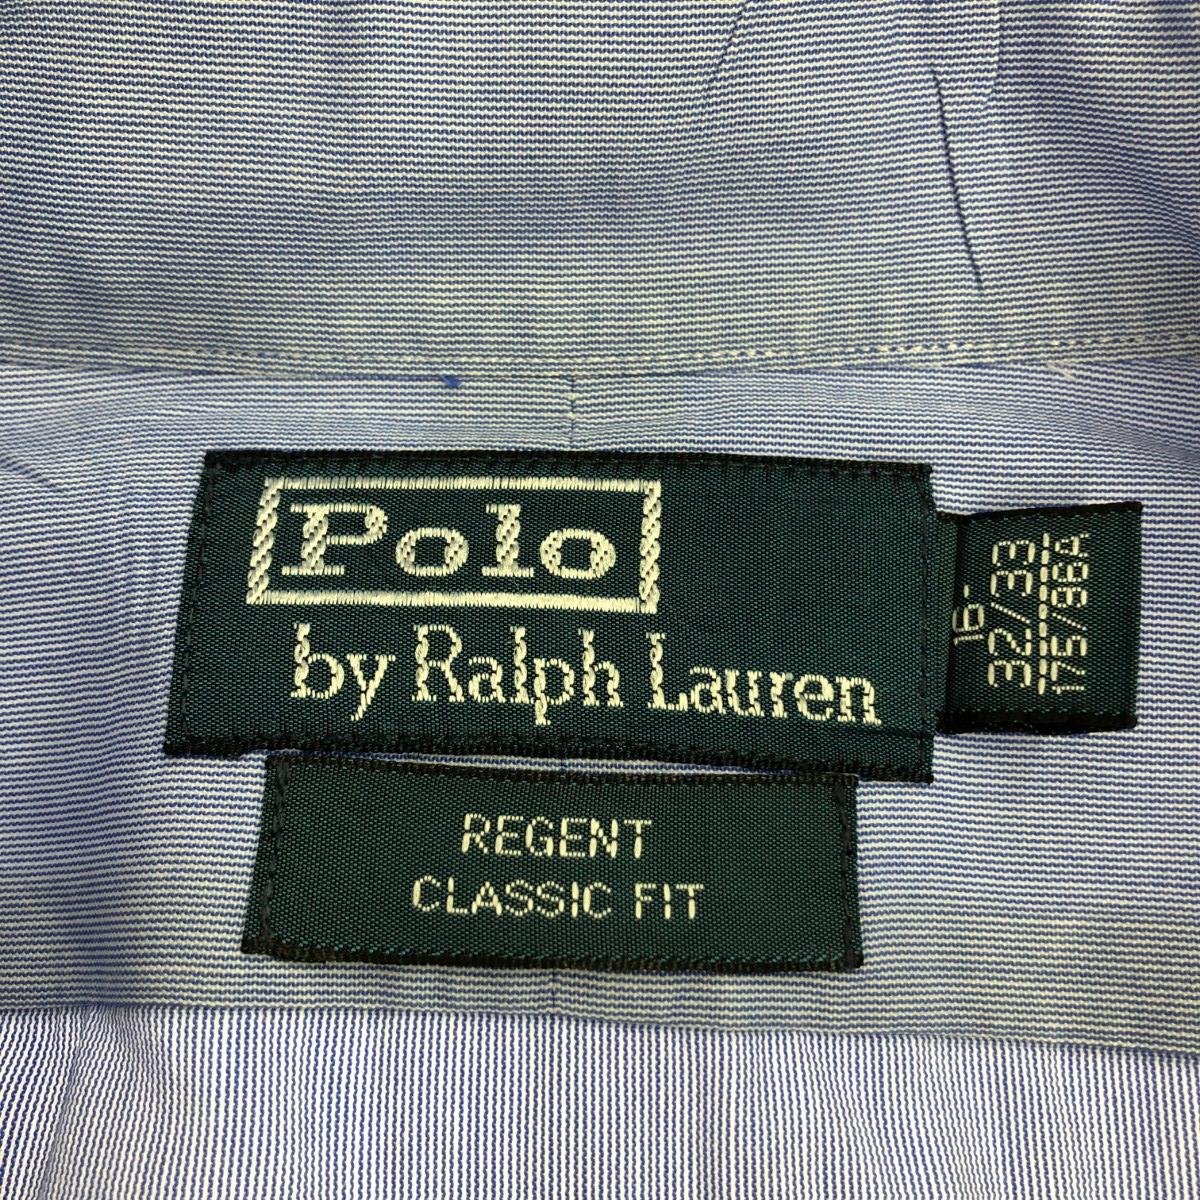 Polo
by Ralph Lauren
16-
32/33
175/96A
REGENT
CLASSIC FIT